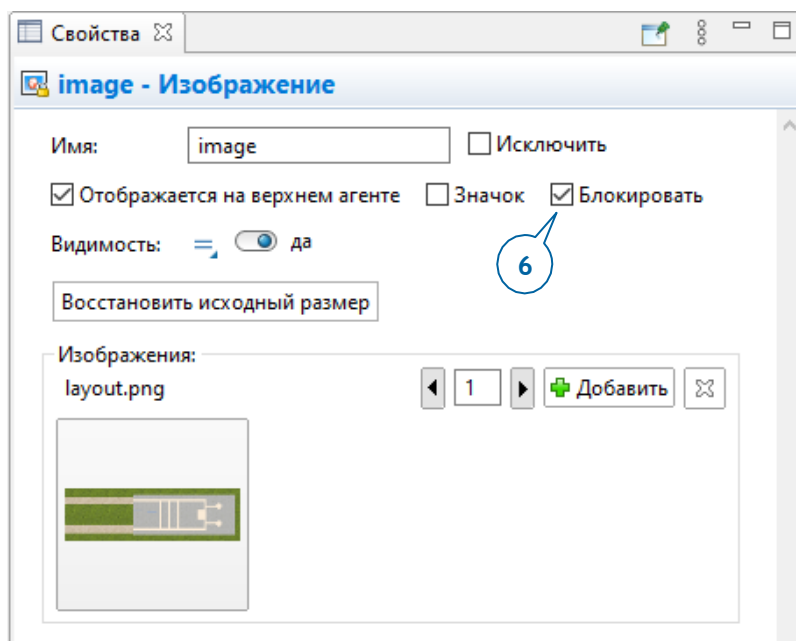 Свойства
image - Изображение
Имя: image Исключить
Отображается на верхнем агенте Значок Блокировать
Видимость: = да
6
Восстановить исходный размер
Изображения:
layout.png 1 Добавить